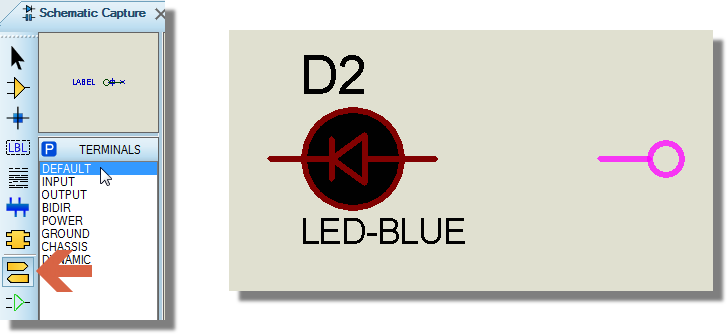 Schematic Capture
LABEL
LBL
P TERMINALS
DEFAULT
INPUT
OUTPUT
BIDIR
POWER
GROUND
CHASSIS
DYNAMIC
D2
LED-BLUE